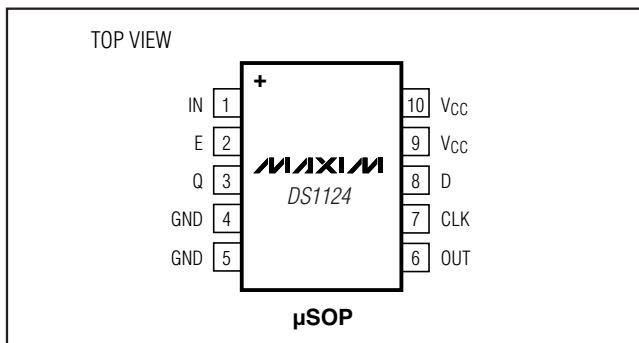 TOP VIEW
+
IN 1
E 2
Q 3
GND 4
GND 5
MAXIM
DS1124
10 VCC
9 VCC
8 D
7 CLK
6 OUT
µSOP